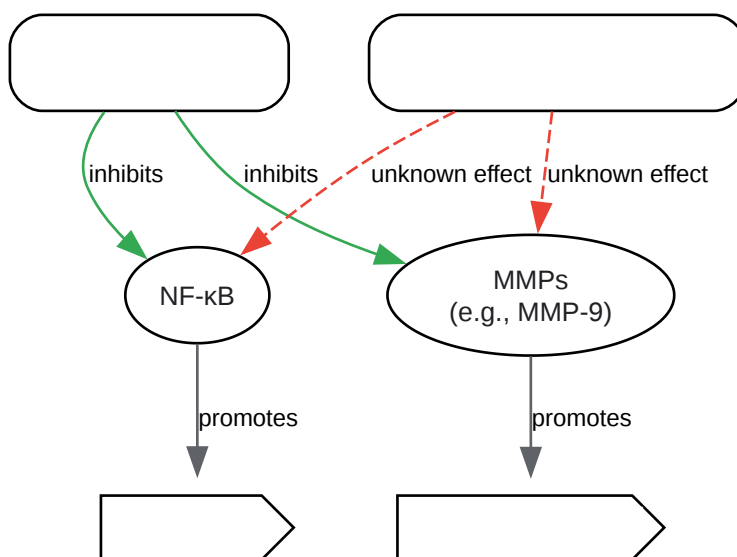 inhibits
inhibits
unknown effect
unknown effect
NF-κB
MMPs
(e.g., MMP-9)
promotes
promotes